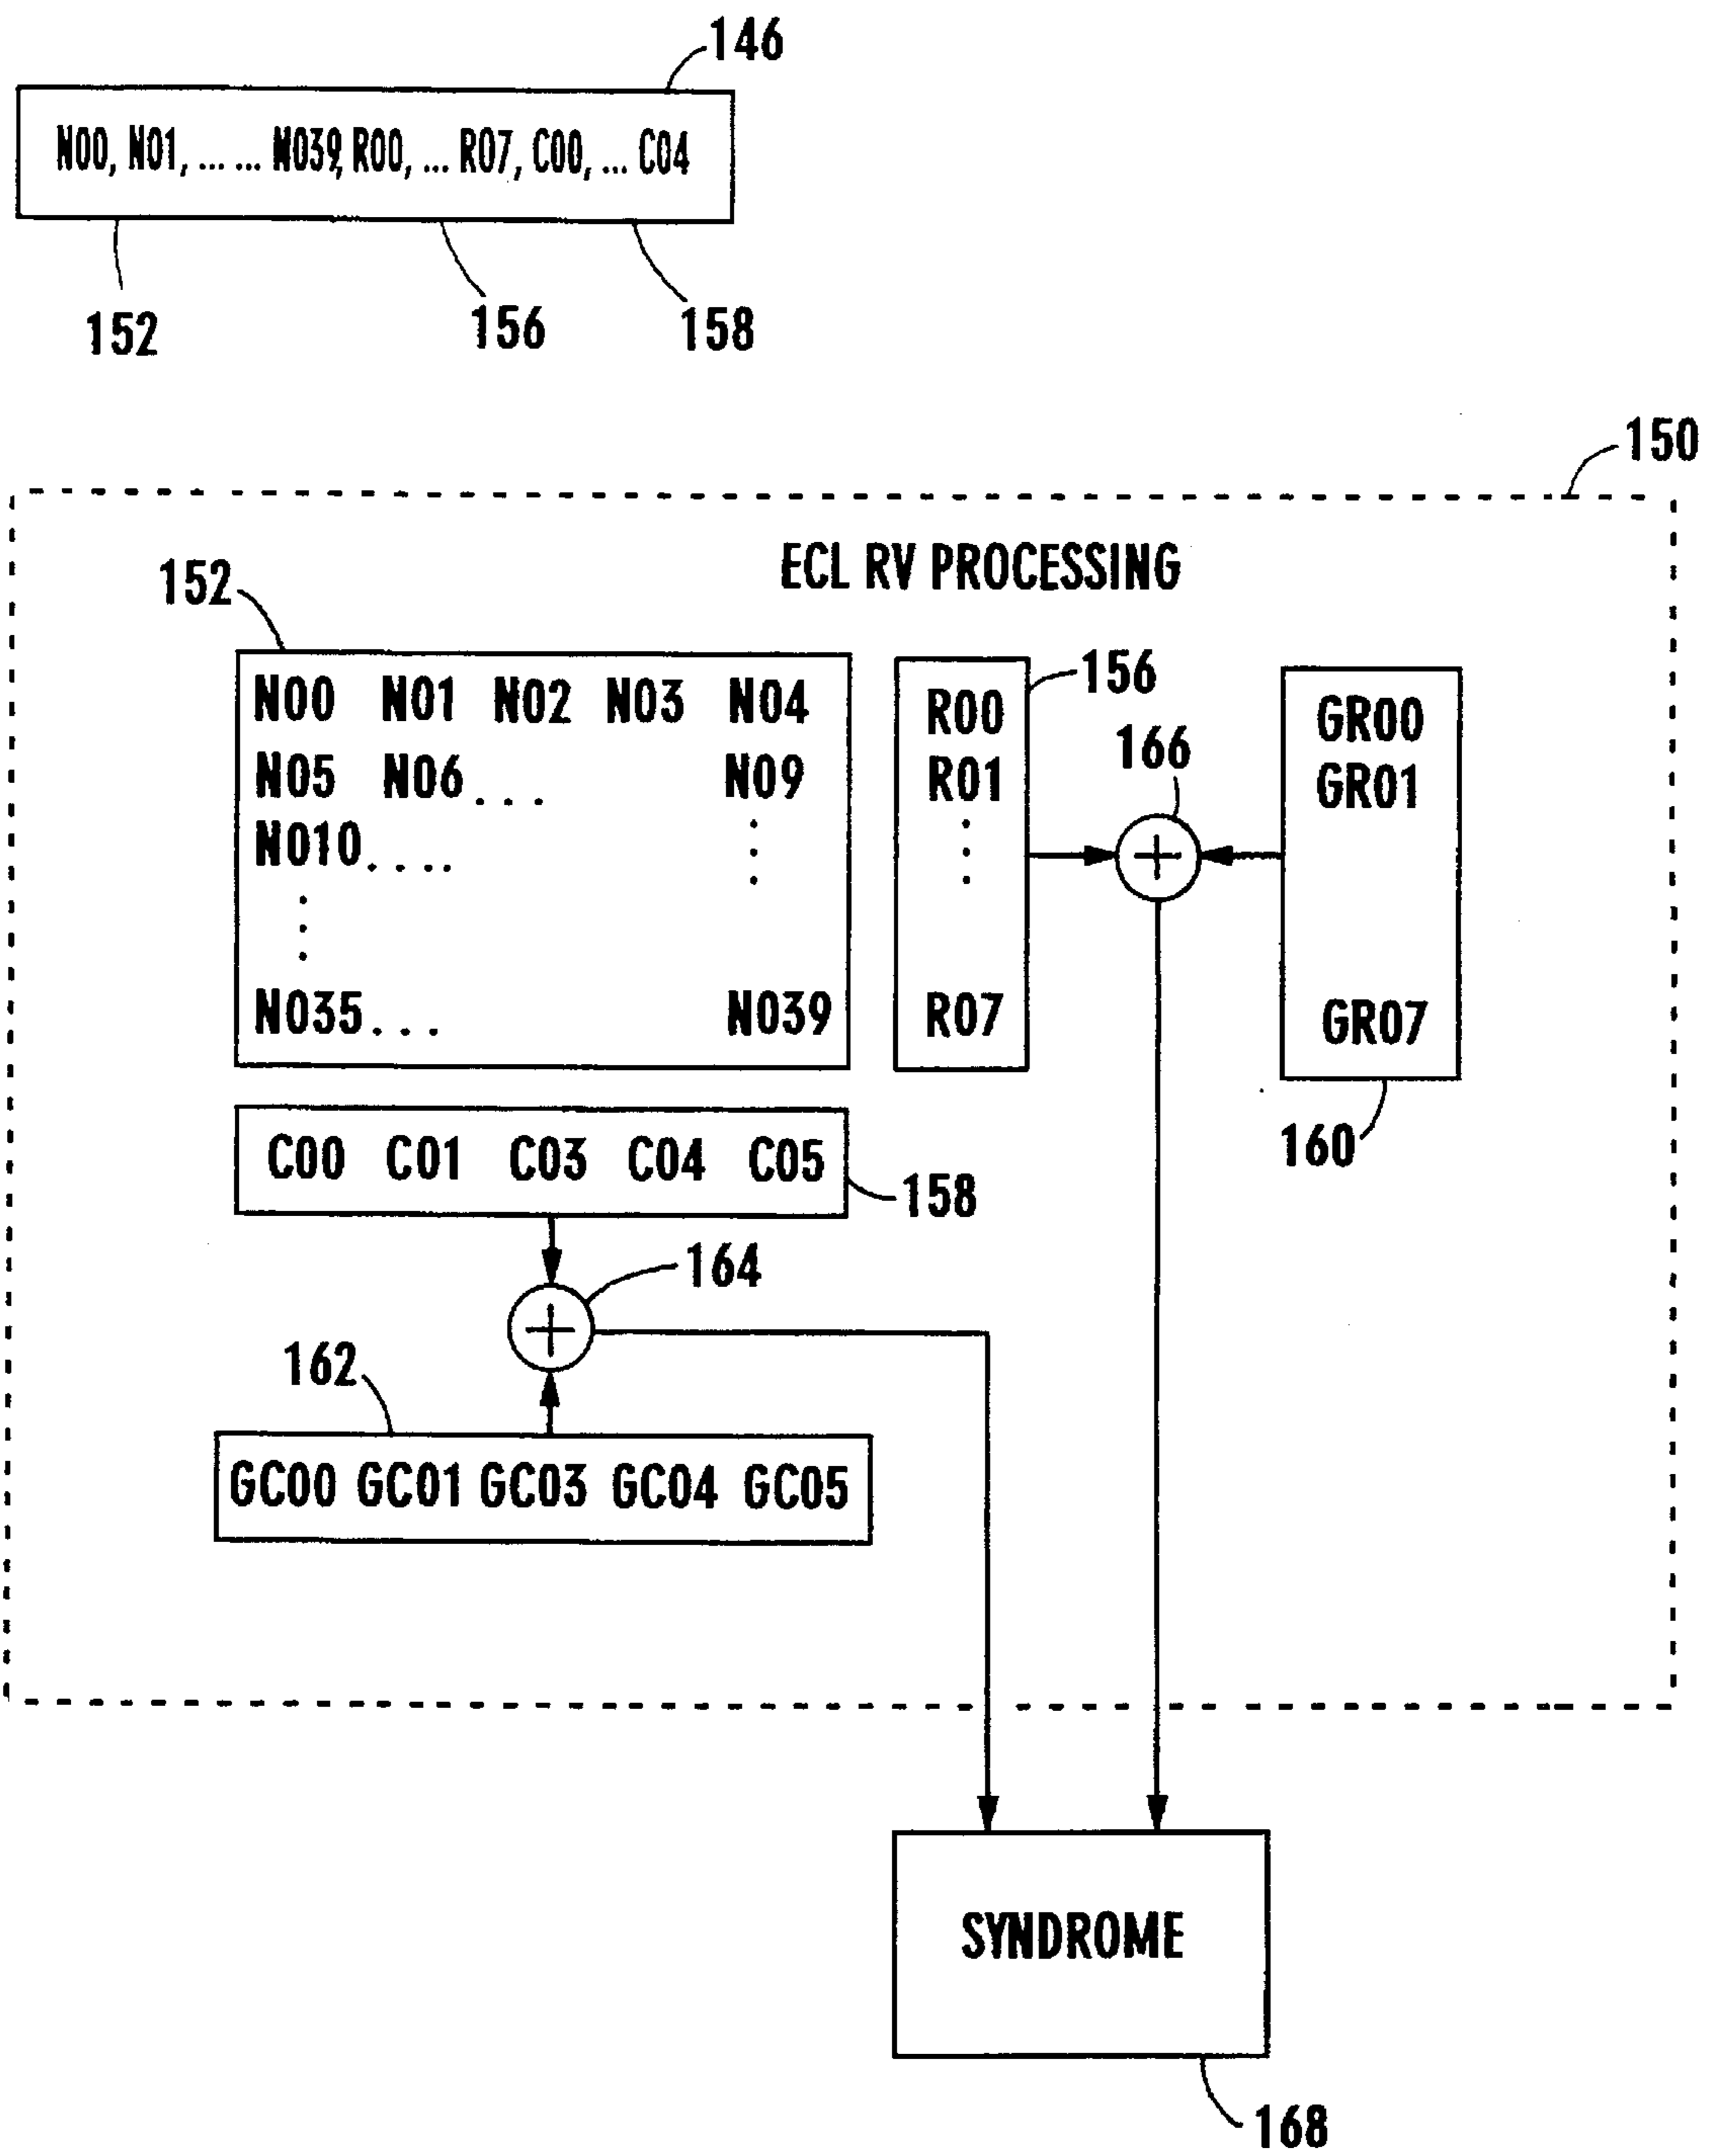 146
N00, N01, ... ... N039, R00, ... R07, C00, ... C04
152
156
158
150
ECL RV PROCESSING
152
N00 N01 N02 N03 N04
N05 N06 ... N09
N010 ....
N035 ... N039
R00
R01
R07
156
166
GR00
GR01
GR07
160
C00 C01 C03 C04 C05
158
164
162
GC00 GC01 GC03 GC04 GC05
SYNDROME
168